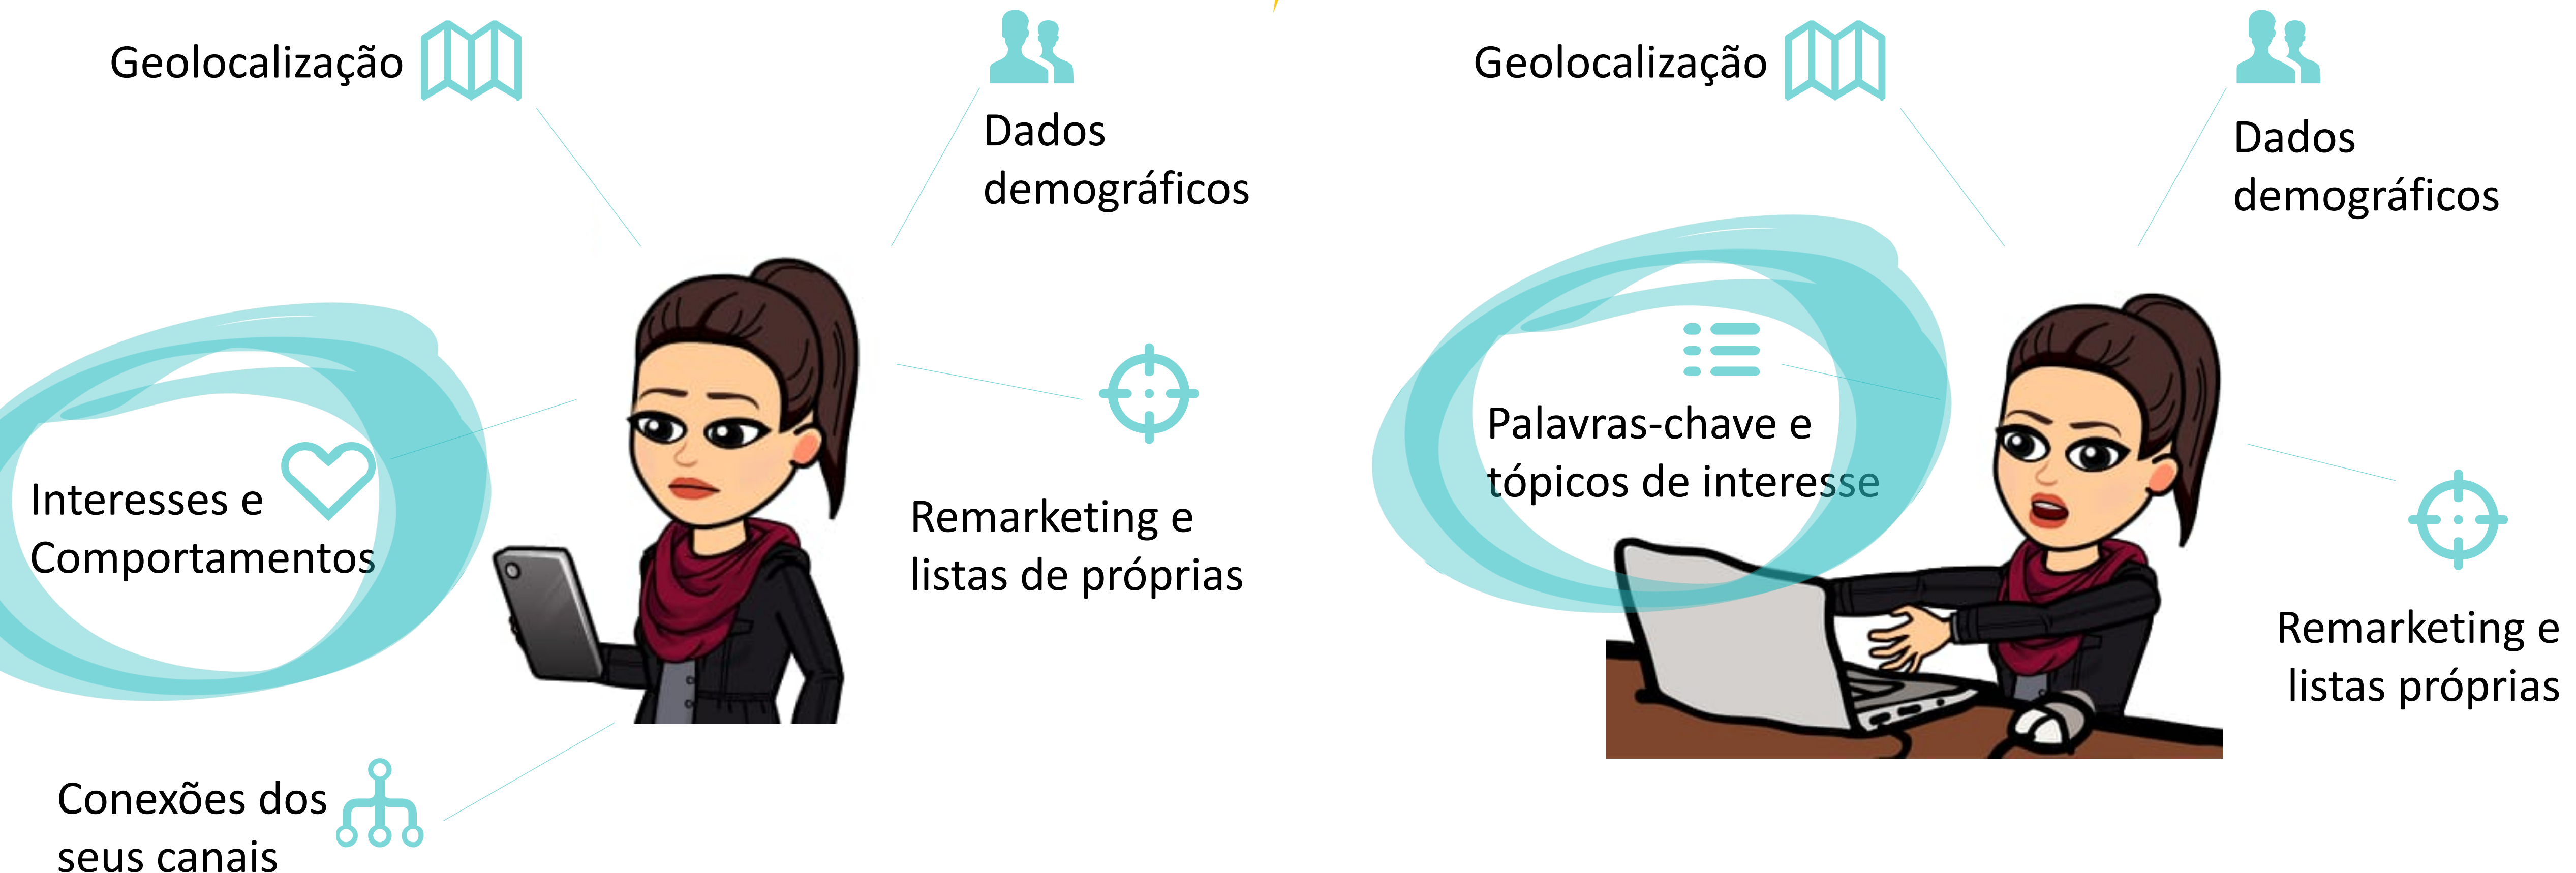 Geolocalização
Dados
demográficos
Interesses e
Comportamentos
Remarketing e
listas de próprias
Conexões dos
seus canais
Geolocalização
Dados
demográficos
Palavras-chave e
tópicos de interesse
Remarketing e
listas próprias